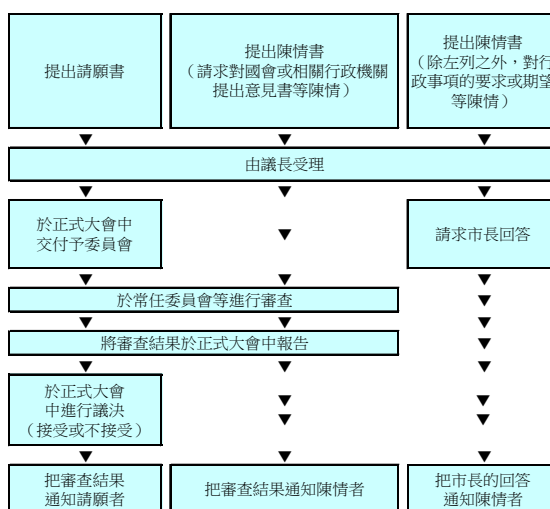 提出請願書
提出陳情書
（請求對國會或相關行政機關
提出意見書等陳情）
提出陳情書
（除左列之外，對行
政事項的要求或期望
等陳情）
由議長受理
於正式大會中
交付予委員會
請求市長回答
於常任委員會等進行審查
將審查結果於正式大會中報告
於正式大會
中進行議決
（接受或不接受）
把審查結果
通知請願者
把審查結果通知陳情者
把市長的回答
通知陳情者